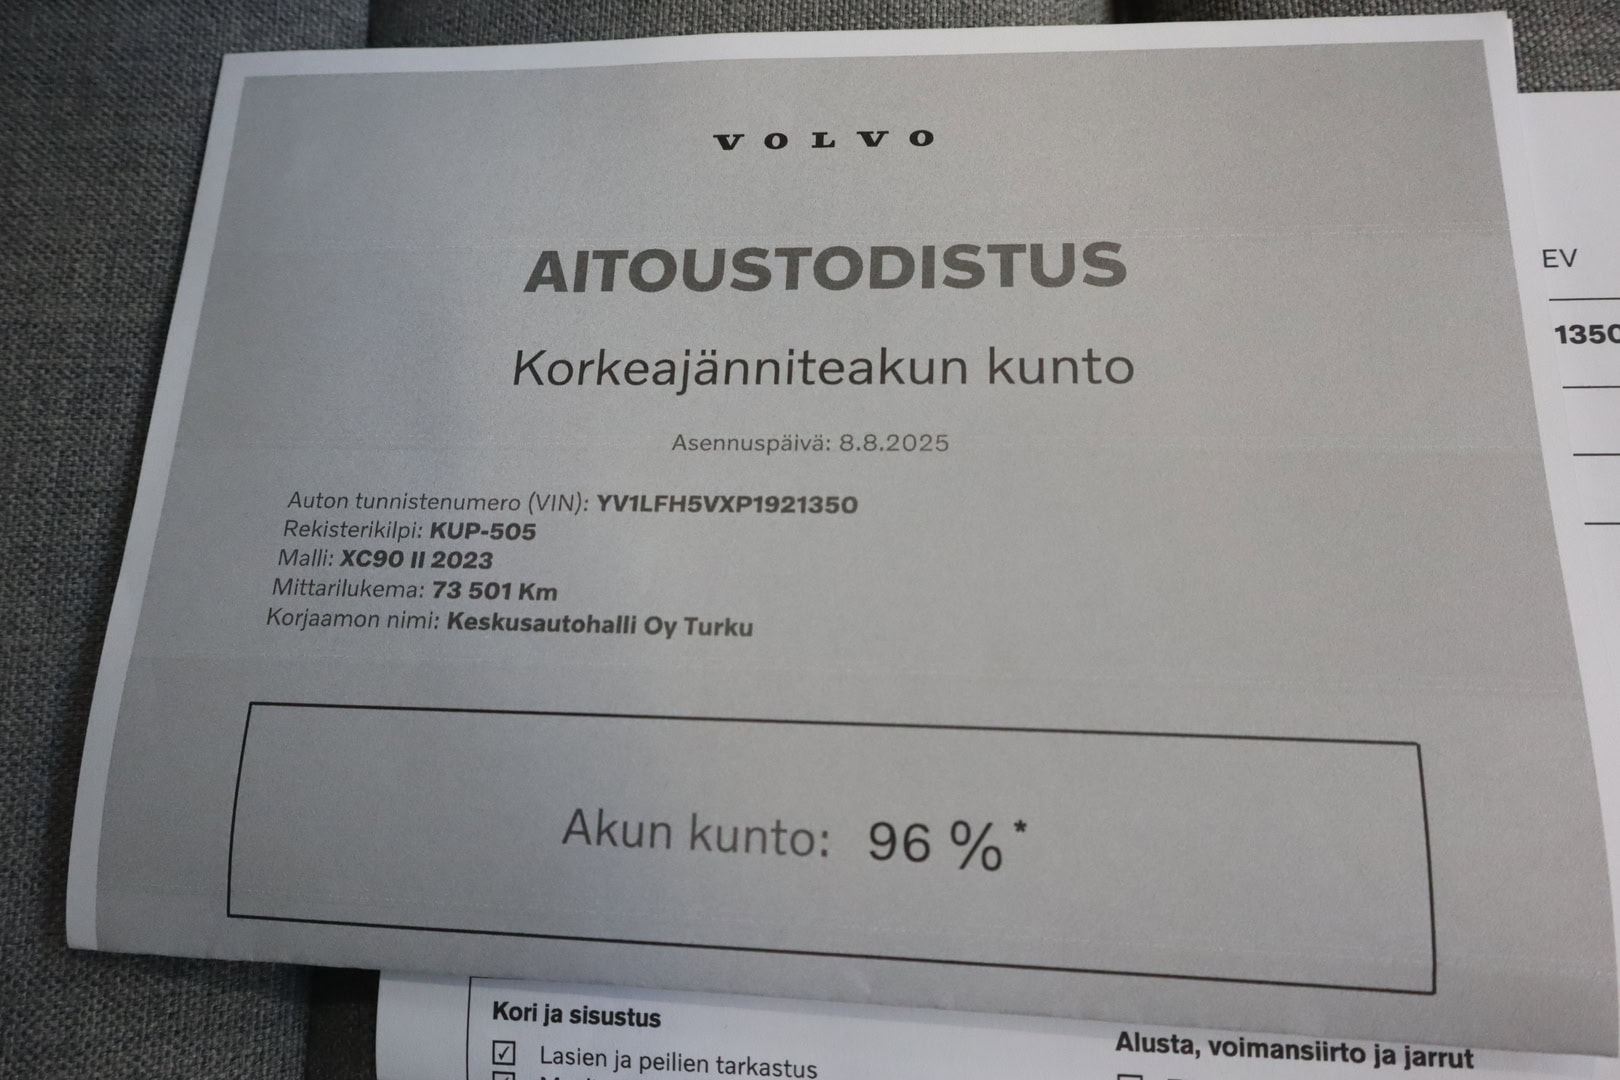 VOLVO
AITOUSTODISTUS
Korkeajänniteakun kunto
Asennuspäivä: 8.8.2025
Auton tunnistenumero (VIN): YV1LFH5VXP1921350
Rekisterikilpi: KUP-505
Malli: XC90 II 2023
Mittarilukema: 73 501 Km
Korjaamon nimi: Keskusautohalli Oy Turku
Akun kunto: 96 %*
EV
1350
Kori ja sisustus
Lasien ja peilien tarkastus
Alusta, voimansiirto ja jarrut